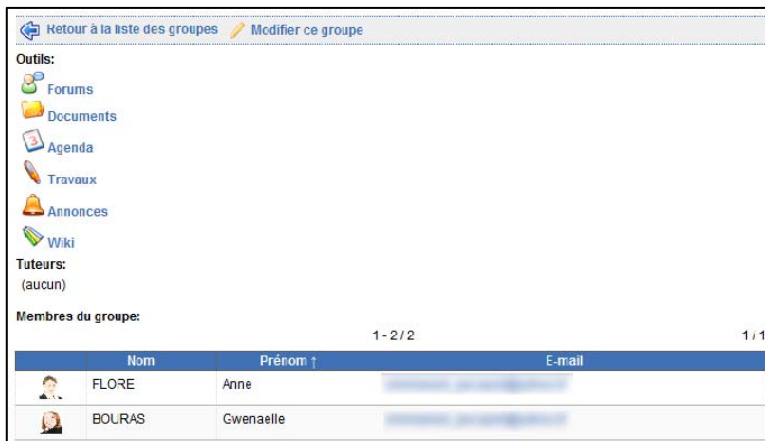 Retour à la liste des groupes Modifier ce groupe
Outils:
Forums
Documents
3
Agenda
Travaux
Annonces
Wiki
Tuteurs:
(aucun)
Membres du groupe:
1 - 2 / 2 1 / 1
Nom Prénom ↑ E-mail
FLORE Anne
BOURAS Gwenaelle